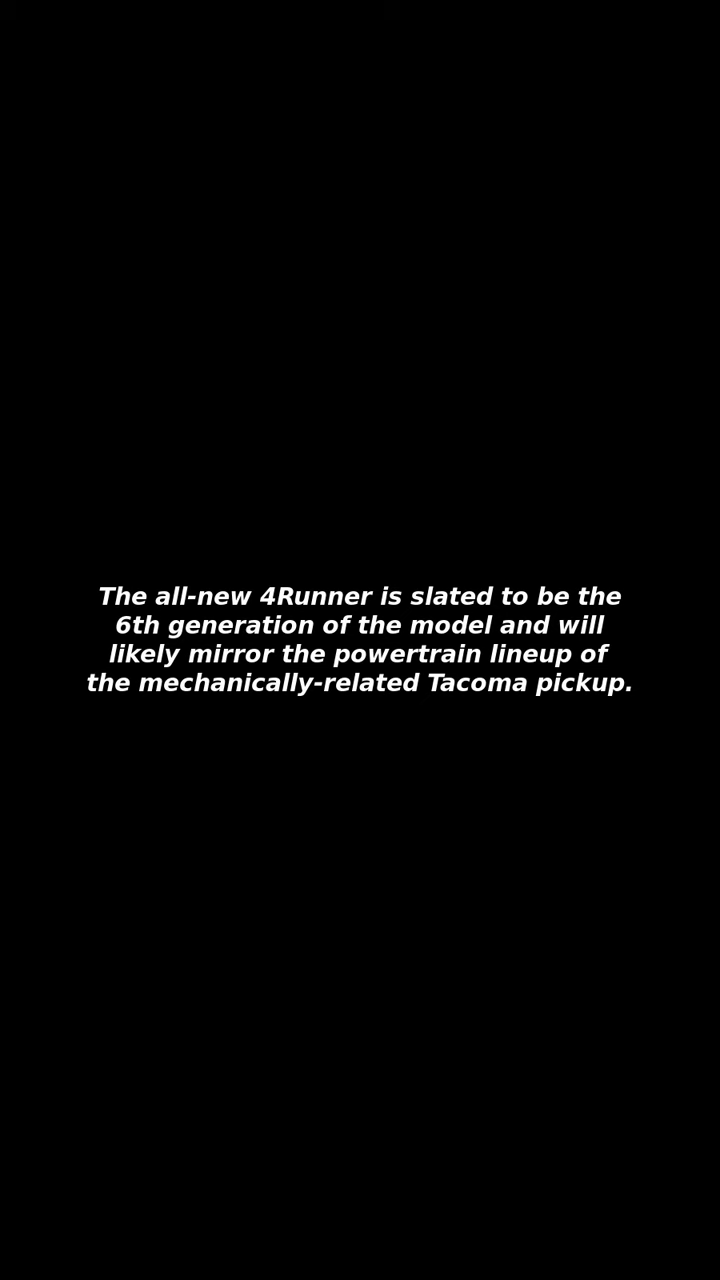 The all-new 4Runner is slated to be the
6th generation of the model and will
likely mirror the powertrain lineup of
the mechanically-related Tacoma pickup.